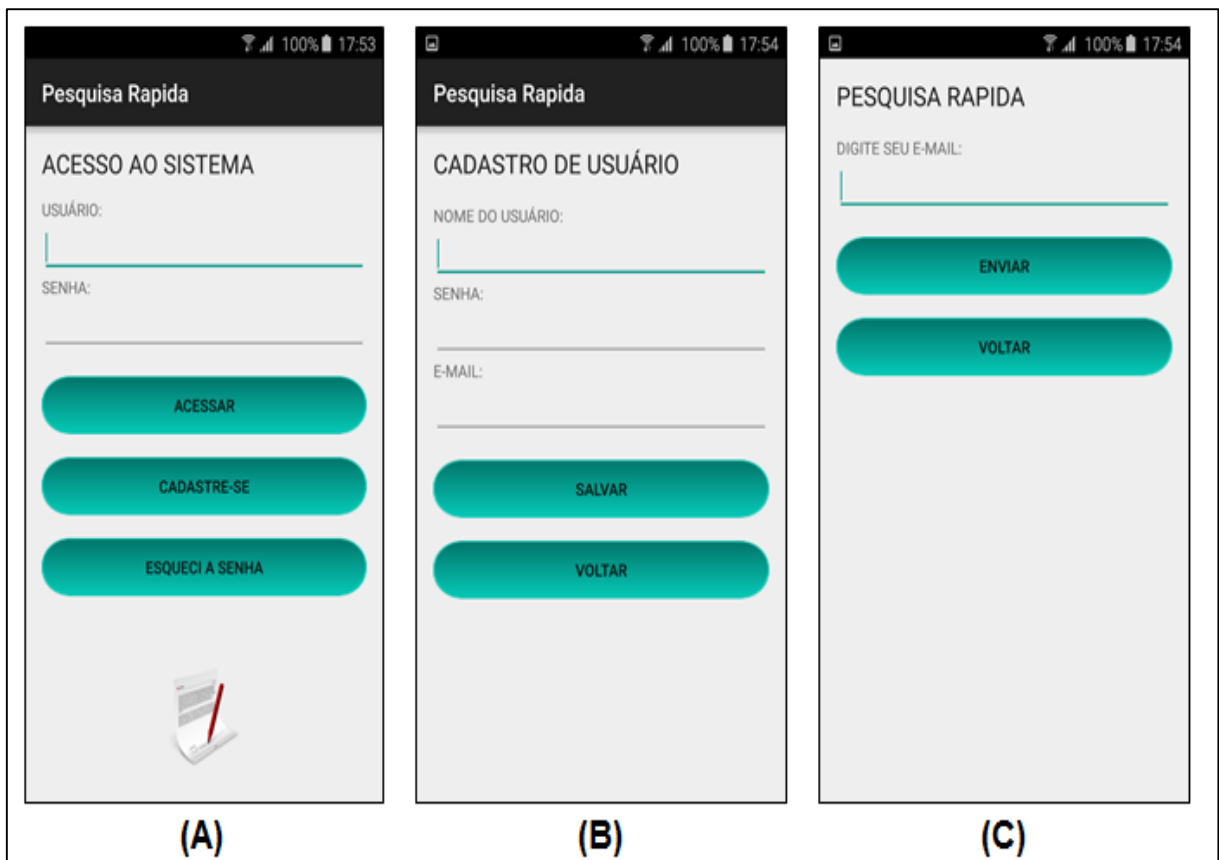 100% 17:53
Pesquisa Rapida
ACESSO AO SISTEMA
USUÁRIO:
SENHA:
ACESSAR
CADASTRE-SE
ESQUECI A SENHA
(A)
100% 17:54
Pesquisa Rapida
CADASTRO DE USUÁRIO
NOME DO USUÁRIO:
SENHA:
E-MAIL:
SALVAR
VOLTAR
(B)
100% 17:54
PESQUISA RAPIDA
DIGITE SEU E-MAIL:
ENVIAR
VOLTAR
(C)